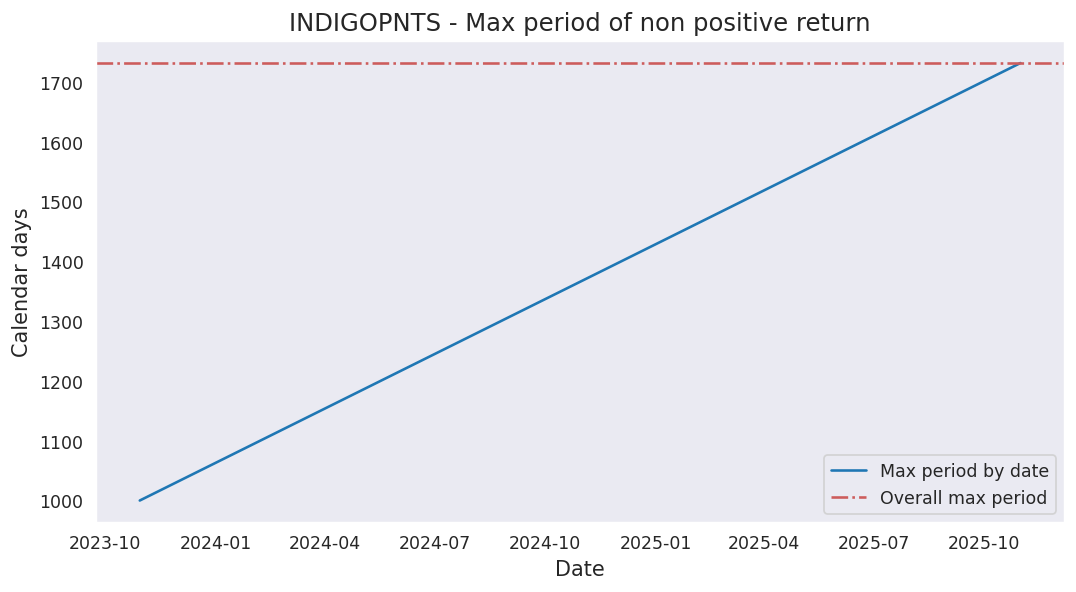 INDIGOPNTS - Max period of non positive return
Calendar days
1700
1600
1500
1400
1300
1200
1100
1000
Max period by date
Overall max period
2023-10 2024-01 2024-04 2024-07 2024-10 2025-01 2025-04 2025-07 2025-10
Date